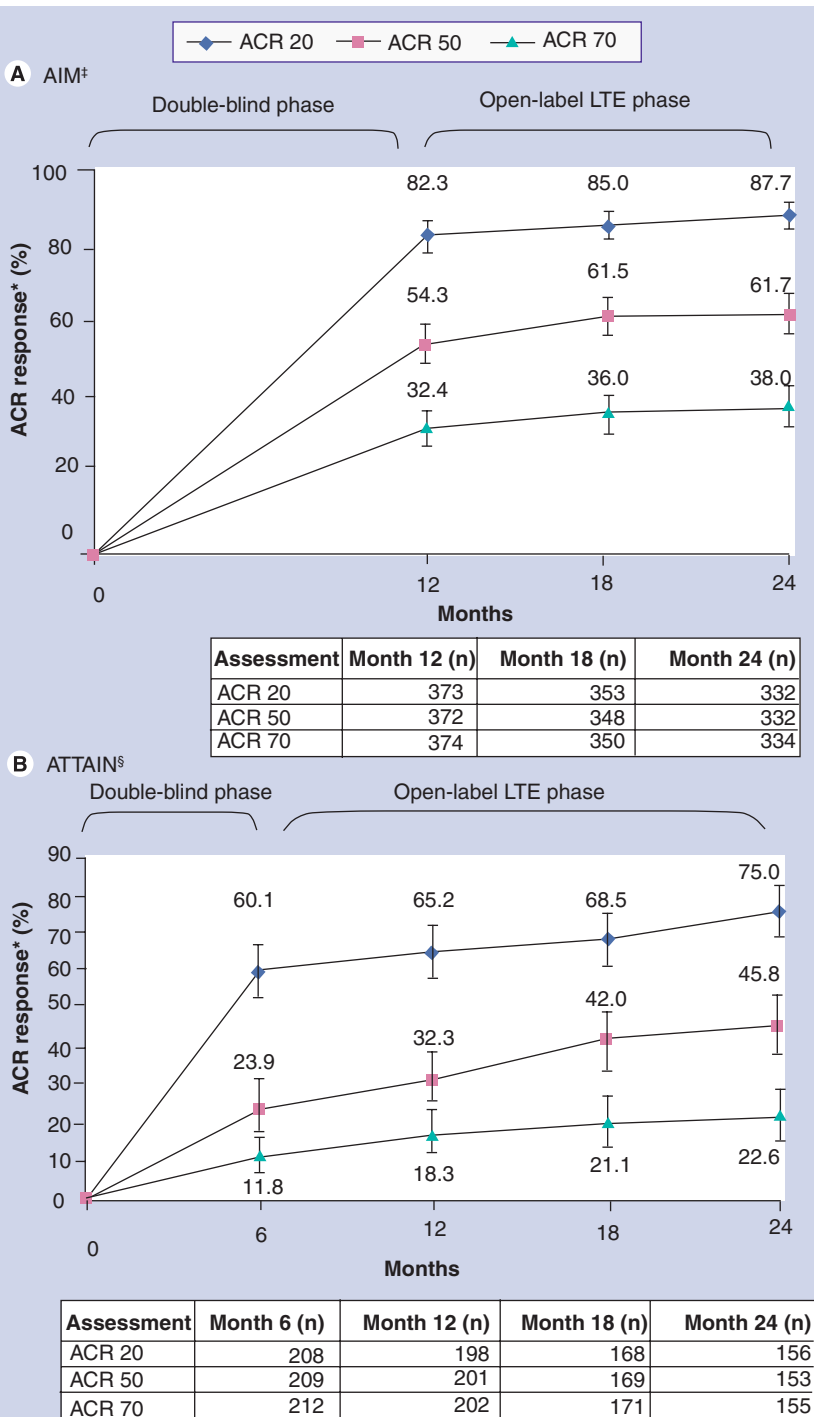 ACR 20 ACR 50 ACR 70
A AIM‡
Double-blind phase Open-label LTE phase
ACR response* (%)
100
80
60
40
20
0
82.3 85.0 87.7
54.3 61.5 61.7
32.4 36.0 38.0
0 12 18 24
Months
Assessment Month 12 (n) Month 18 (n) Month 24 (n)
ACR 20 373 353 332
ACR 50 372 348 332
ACR 70 374 350 334
B ATTAIN§
Double-blind phase Open-label LTE phase
ACR response* (%)
90
80
70
60
50
40
30
20
10
0
60.1 65.2 68.5 75.0
23.9 32.3 42.0 45.8
11.8 18.3 21.1 22.6
0 6 12 18 24
Months
Assessment Month 6 (n) Month 12 (n) Month 18 (n) Month 24 (n)
ACR 20 208 198 168 156
ACR 50 209 201 169 153
ACR 70 212 202 171 155